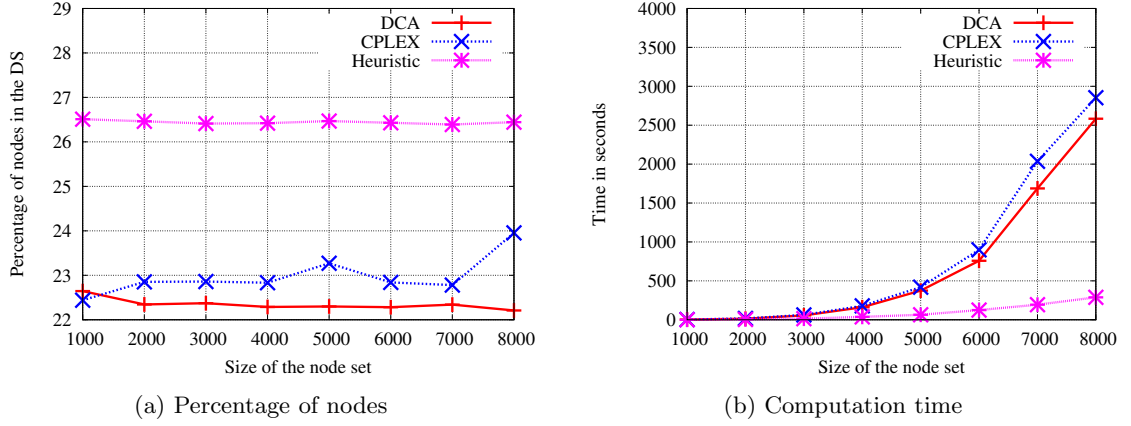 29
28
27
26
25
24
23
22
1000 2000 3000 4000 5000 6000 7000 8000
Percentage of nodes in the DS
Size of the node set
DCA
CPLEX
Heuristic
(a) Percentage of nodes
4000
3500
3000
2500
2000
1500
1000
500
0
1000 2000 3000 4000 5000 6000 7000 8000
Time in seconds
Size of the node set
DCA
CPLEX
Heuristic
(b) Computation time